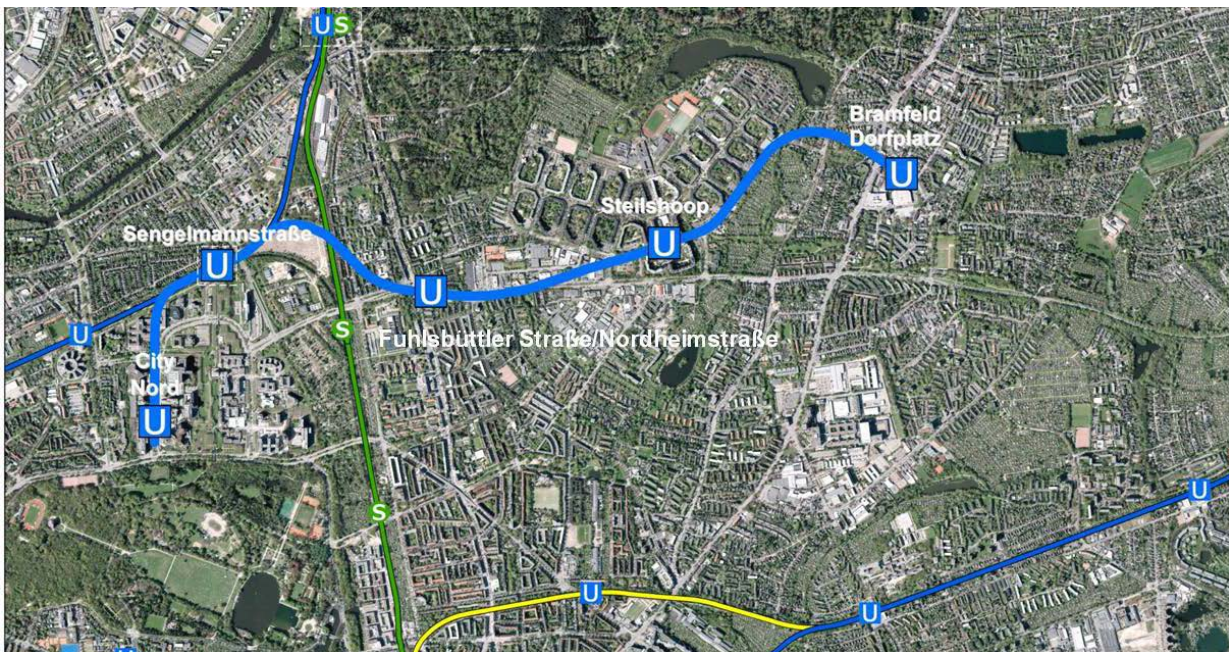 U S
Bramfeld
Dorfplatz
U
Steilshoop
U
Sengelmannstraße
U
U
Fuhlsbüttler Straße/Nordheimstraße
S
U
City
Nord
U
S
U
U
U